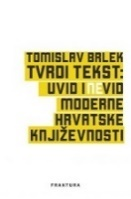 TOMISLAV BRLEK
TVRDI TEKST:
UVID I NEVID
MODERNE
HRVATSKE
KNJIŽEVNOSTI
FRAKTURA